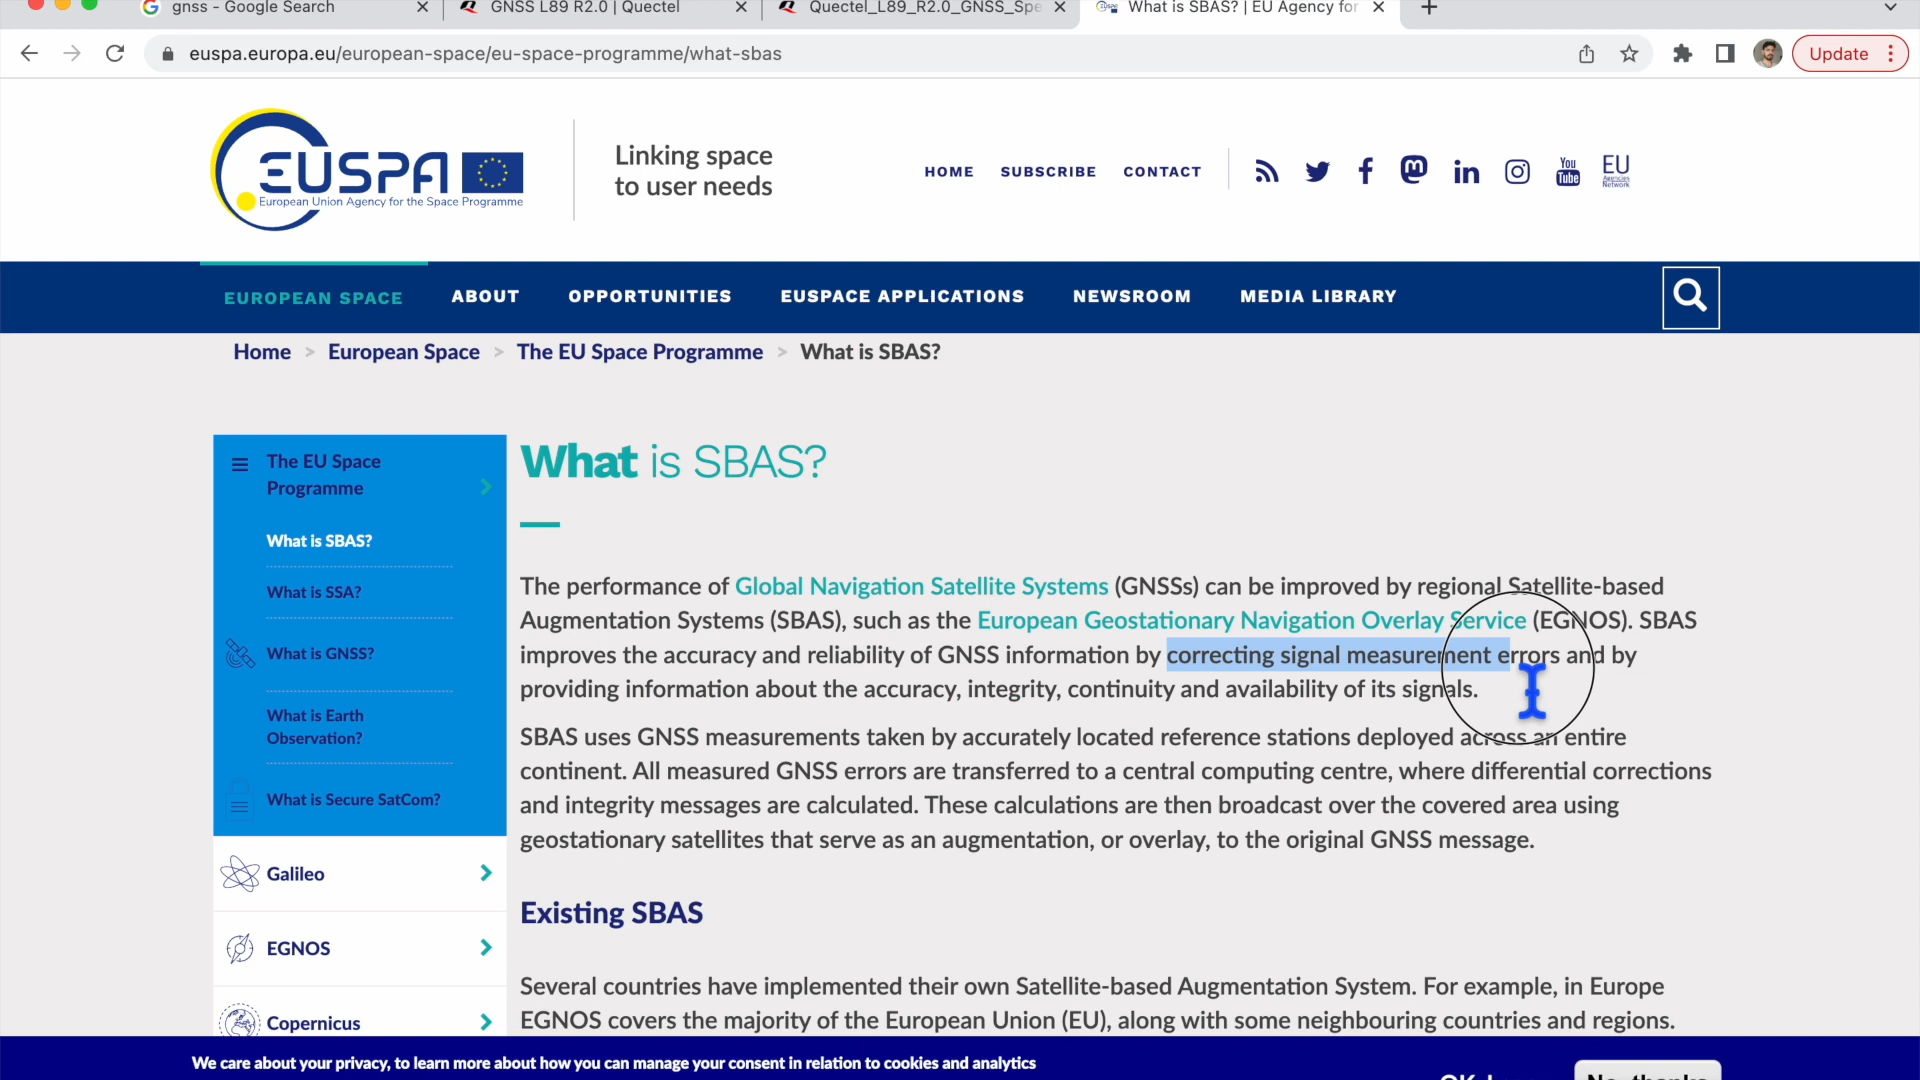 gnss - Google Search
GNSS L89 R2.0 | Quectel
Quectel_L89_R2.0_GNSS_Spe
What is SBAS? | EU Agency for
euspa.europa.eu/european-space/eu-space-programme/what-sbas
Update
EUSPA
European Union Agency for the Space Programme
Linking space
to user needs
HOME SUBSCRIBE CONTACT
You
Tube
EU
Agencies
Network
EUROPEAN SPACE ABOUT OPPORTUNITIES EUSPACE APPLICATIONS NEWSROOM MEDIA LIBRARY
Home > European Space > The EU Space Programme > What is SBAS?
The EU Space
Programme
What is SBAS?
What is SSA?
What is GNSS?
What is Earth
Observation?
What is Secure SatCom?
Galileo
EGNOS
Copernicus
What is SBAS?
The performance of Global Navigation Satellite Systems (GNSSs) can be improved by regional Satellite-based
Augmentation Systems (SBAS), such as the European Geostationary Navigation Overlay Service (EGNOS). SBAS
improves the accuracy and reliability of GNSS information by correcting signal measurement errors and by
providing information about the accuracy, integrity, continuity and availability of its signals.
SBAS uses GNSS measurements taken by accurately located reference stations deployed across an entire
continent. All measured GNSS errors are transferred to a central computing centre, where differential corrections
and integrity messages are calculated. These calculations are then broadcast over the covered area using
geostationary satellites that serve as an augmentation, or overlay, to the original GNSS message.
Existing SBAS
Several countries have implemented their own Satellite-based Augmentation System. For example, in Europe
EGNOS covers the majority of the European Union (EU), along with some neighbouring countries and regions.
We care about your privacy, to learn more about how you can manage your consent in relation to cookies and analytics
No, thanks